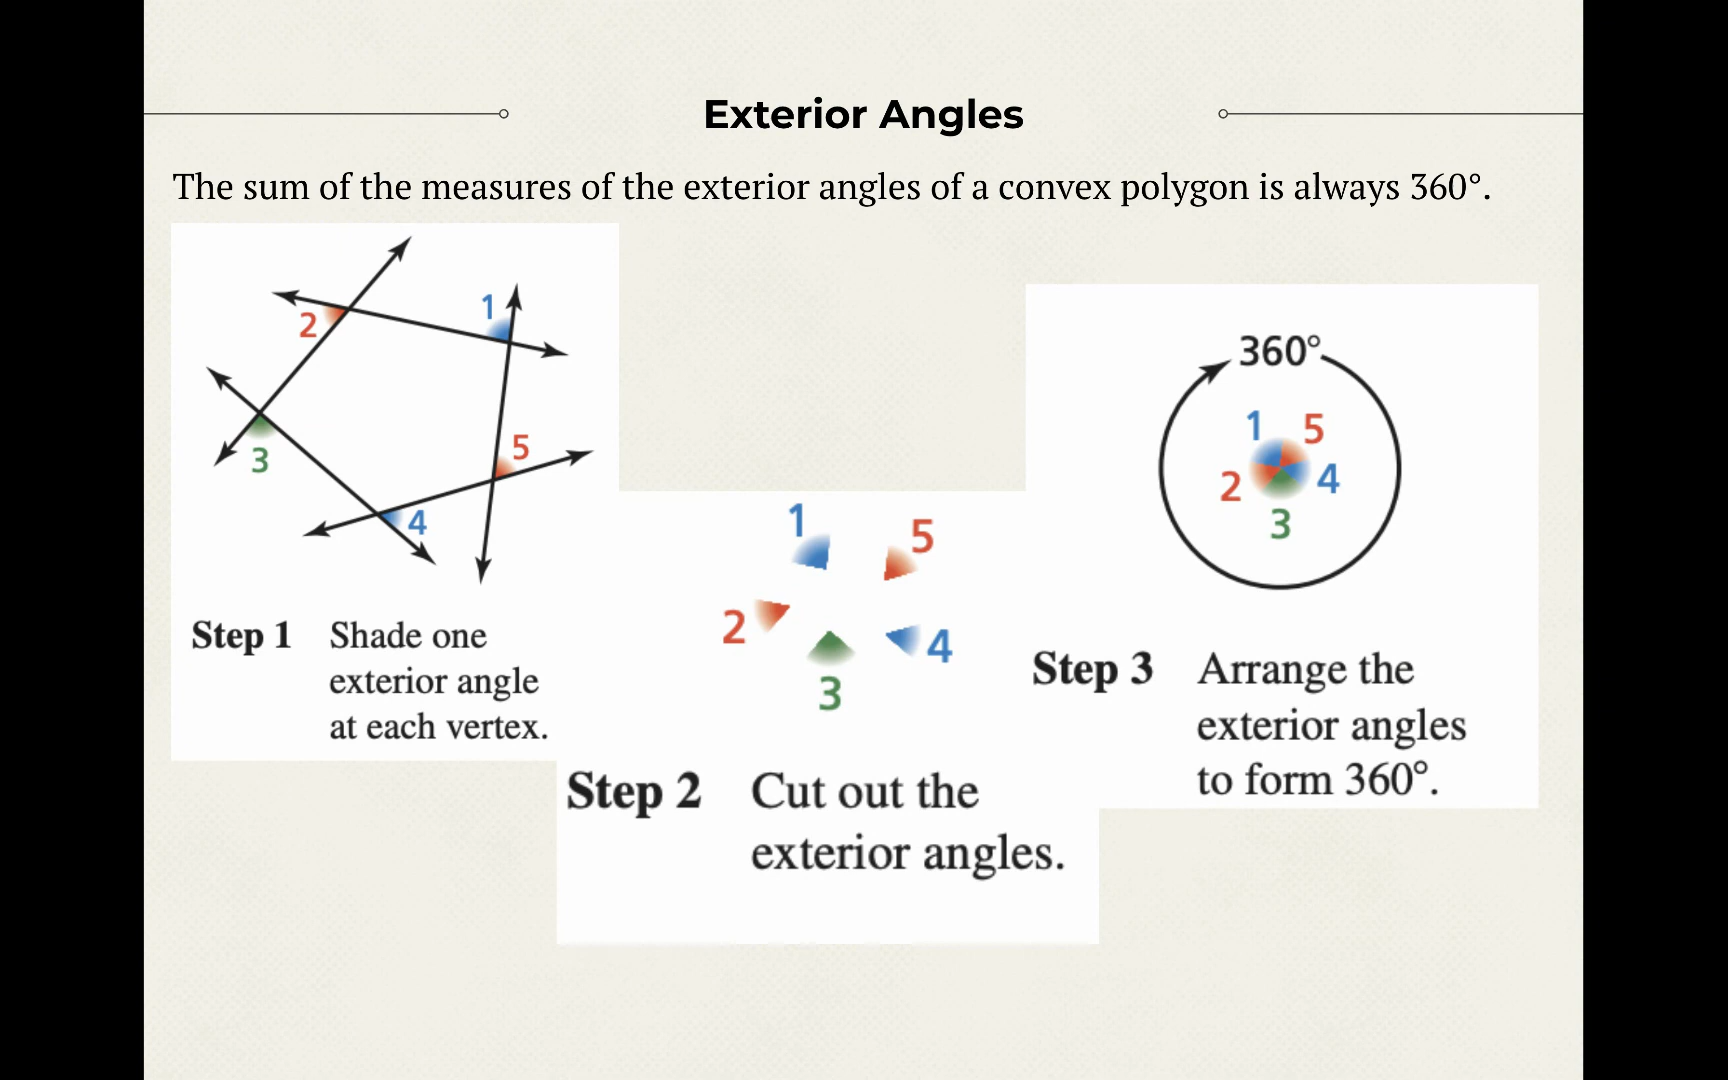 Exterior Angles
The sum of the measures of the exterior angles of a convex polygon is always 360°.
1
2
3
4
5
Step 1 Shade one
exterior angle
at each vertex.
1
5
2
4
3
Step 2 Cut out the
exterior angles.
360°
1 5
2 4
3
Step 3 Arrange the
exterior angles
to form 360°.